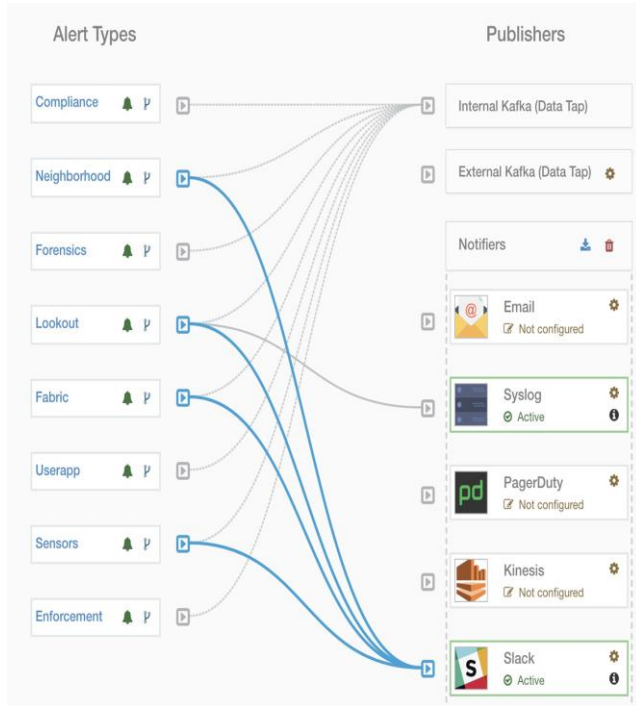 Alert Types
Publishers
Compliance
Internal Kafka (Data Tap)
Neighborhood
External Kafka (Data Tap)
Forensics
Notifiers
Lookout
Email
Not configured
Fabric
Syslog
Active
Userapp
pd
PagerDuty
Not configured
Sensors
Kinesis
Not configured
Enforcement
S
Slack
Active